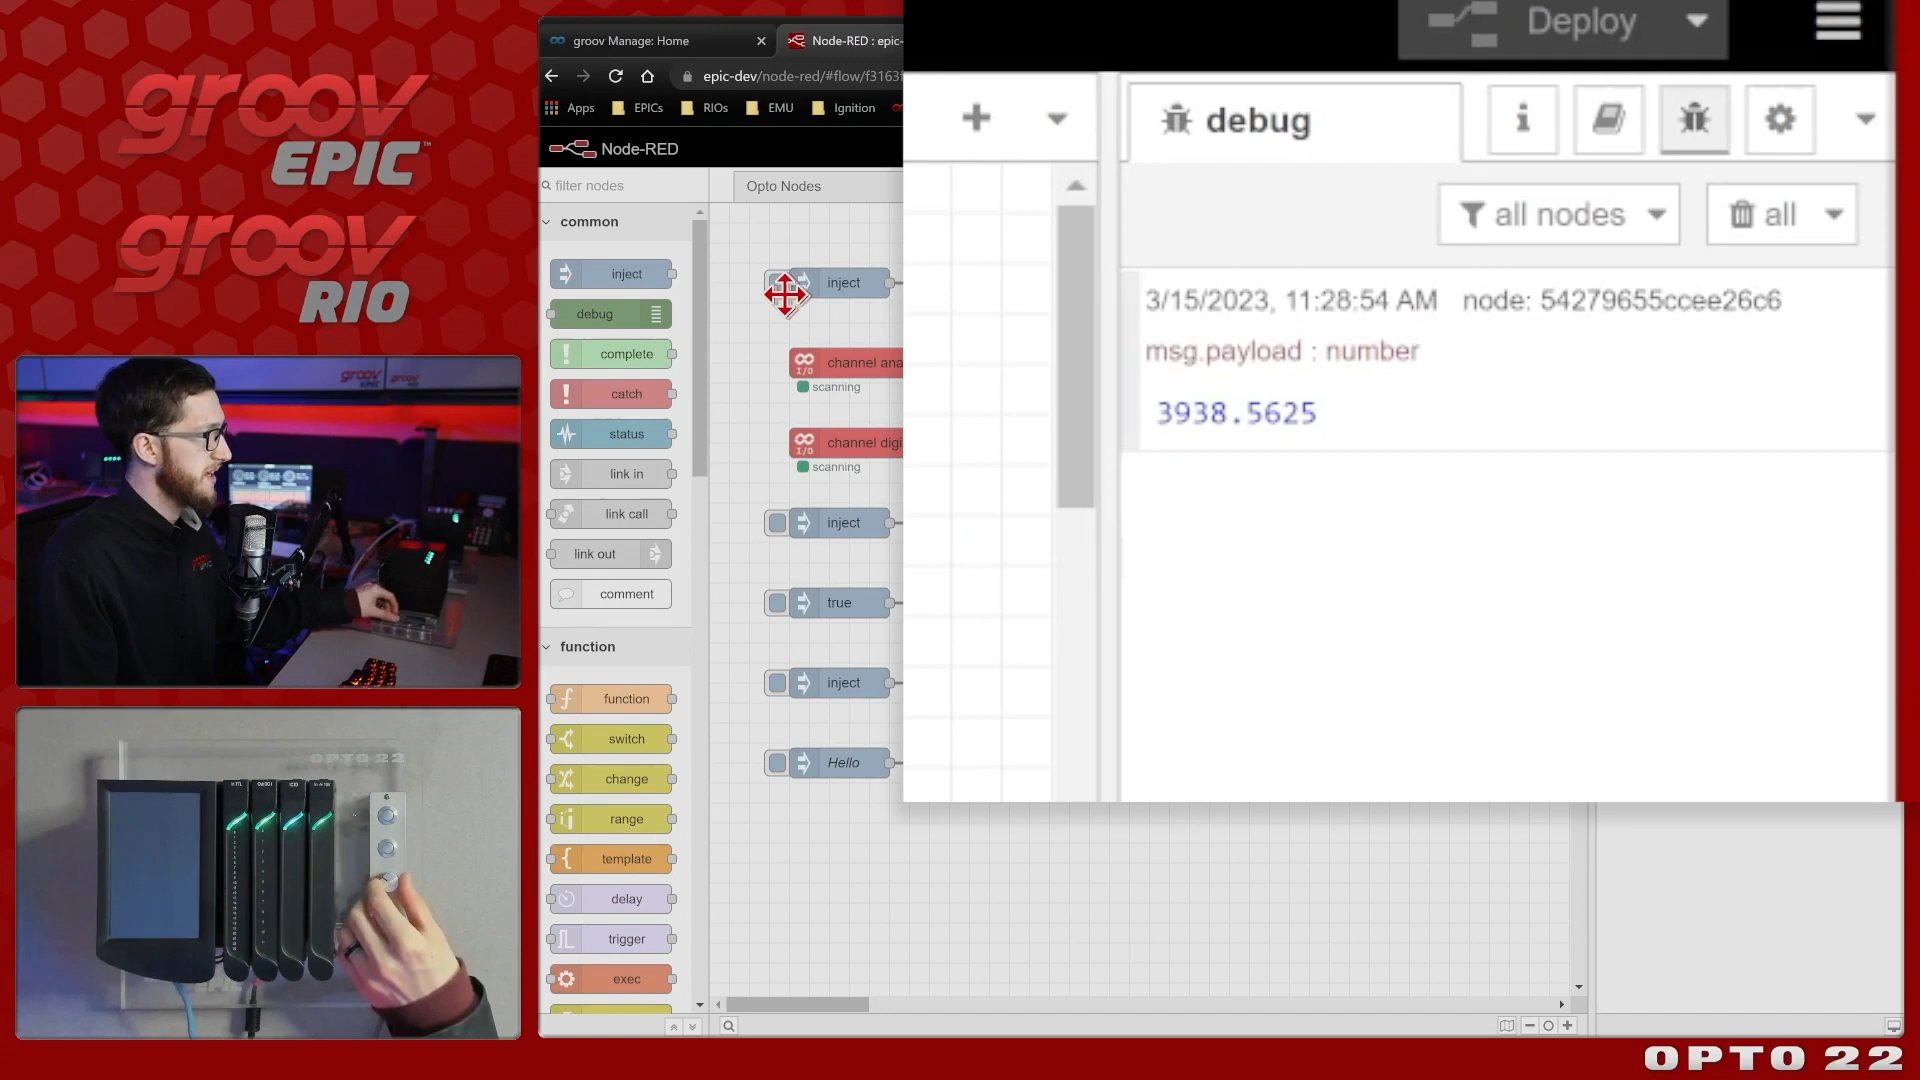 groov
EPIC™
groov
RIO
groov Manage: Home
Node-RED : epic-
epic-dev/node-red/#flow/f3163f
Apps
EPICs
RIOs
EMU
Ignition
Node-RED
filter nodes
Opto Nodes
common
inject
debug
complete
catch
status
link in
link call
link out
comment
function
function
switch
change
range
template
delay
trigger
exec
inject
channel ana
scanning
channel digi
scanning
inject
true
inject
Hello
Deploy
debug
all nodes
all
3/15/2023, 11:28:54 AM node: 54279655ccee26c6
msg.payload : number
3938.5625
OPTO 22
OPTO 22